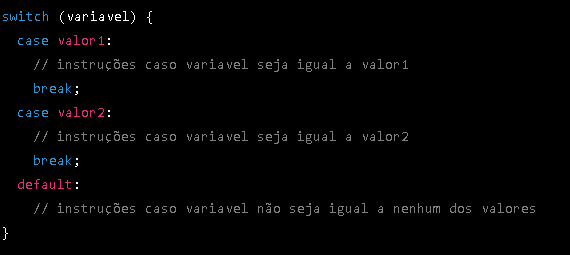 switch (variavel) {
case valor1:
// instruções caso variavel seja igual a valor1
break;
case valor2:
// instruções caso variavel seja igual a valor2
break;
default:
// instruções caso variavel não seja igual a nenhum dos valores
}